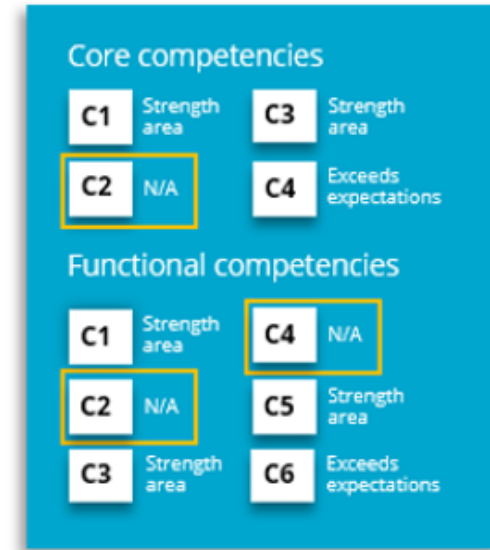 Core competencies
C1 Strength area
C3 Strength area
C2 N/A
C4 Exceeds expectations
Functional competencies
C1 Strength area
C4 N/A
C2 N/A
C5 Strength area
C3 Strength area
C6 Exceeds expectations